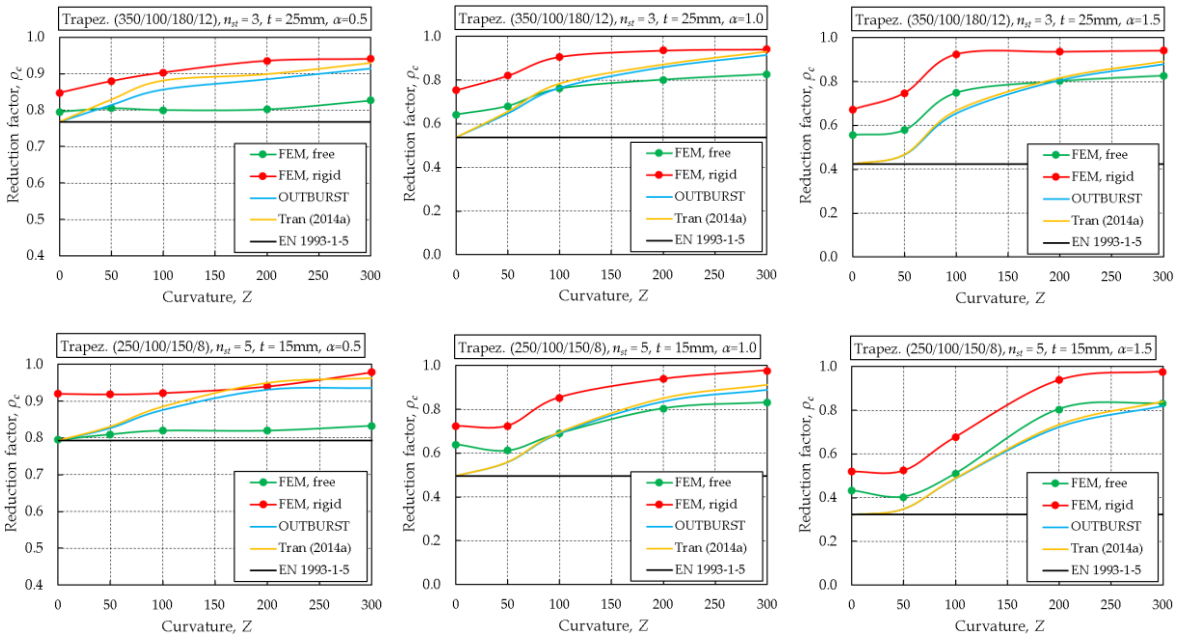 Trapez. (350/100/180/12), nst = 3, t = 25mm, α=0.5
Reduction factor, ρc
1.0
0.9
0.8
0.7
0.6
0.5
0.4
FEM, free
FEM, rigid
OUTBURST
Tran (2014a)
EN 1993-1-5
0 50 100 150 200 250 300
Curvature, Z
Trapez. (350/100/180/12), nst = 3, t = 25mm, α=1.0
Reduction factor, ρc
1.0
0.8
0.6
0.4
0.2
0.0
FEM, free
FEM, rigid
OUTBURST
Tran (2014a)
EN 1993-1-5
0 50 100 150 200 250 300
Curvature, Z
Trapez. (350/100/180/12), nst = 3, t = 25mm, α=1.5
Reduction factor, ρc
1.0
0.8
0.6
0.4
0.2
0.0
FEM, free
FEM, rigid
OUTBURST
Tran (2014a)
EN 1993-1-5
0 50 100 150 200 250 300
Curvature, Z
Trapez. (250/100/150/8), nst = 5, t = 15mm, α=0.5
Reduction factor, ρc
1.0
0.9
0.8
0.7
0.6
0.5
0.4
FEM, free
FEM, rigid
OUTBURST
Tran (2014a)
EN 1993-1-5
0 50 100 150 200 250 300
Curvature, Z
Trapez. (250/100/150/8), nst = 5, t = 15mm, α=1.0
Reduction factor, ρc
1.0
0.8
0.6
0.4
0.2
0.0
FEM, free
FEM, rigid
OUTBURST
Tran (2014a)
EN 1993-1-5
0 50 100 150 200 250 300
Curvature, Z
Trapez. (250/100/150/8), nst = 5, t = 15mm, α=1.5
Reduction factor, ρc
1.0
0.8
0.6
0.4
0.2
0.0
FEM, free
FEM, rigid
OUTBURST
Tran (2014a)
EN 1993-1-5
0 50 100 150 200 250 300
Curvature, Z